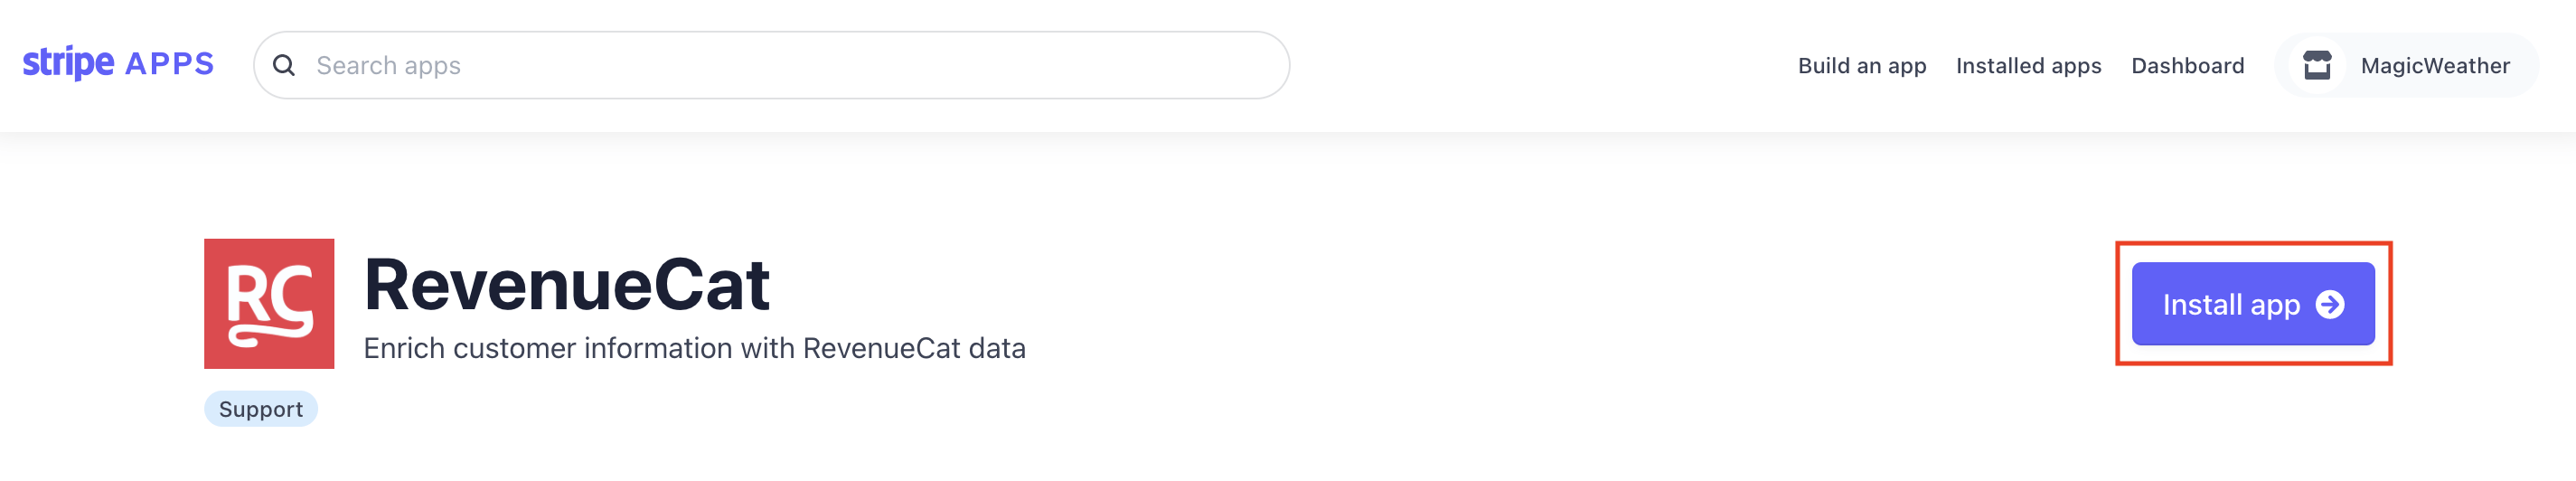 stripe APPS
Search apps
Build an app
Installed apps
Dashboard
MagicWeather
RC
RevenueCat
Enrich customer information with RevenueCat data
Install app
Support